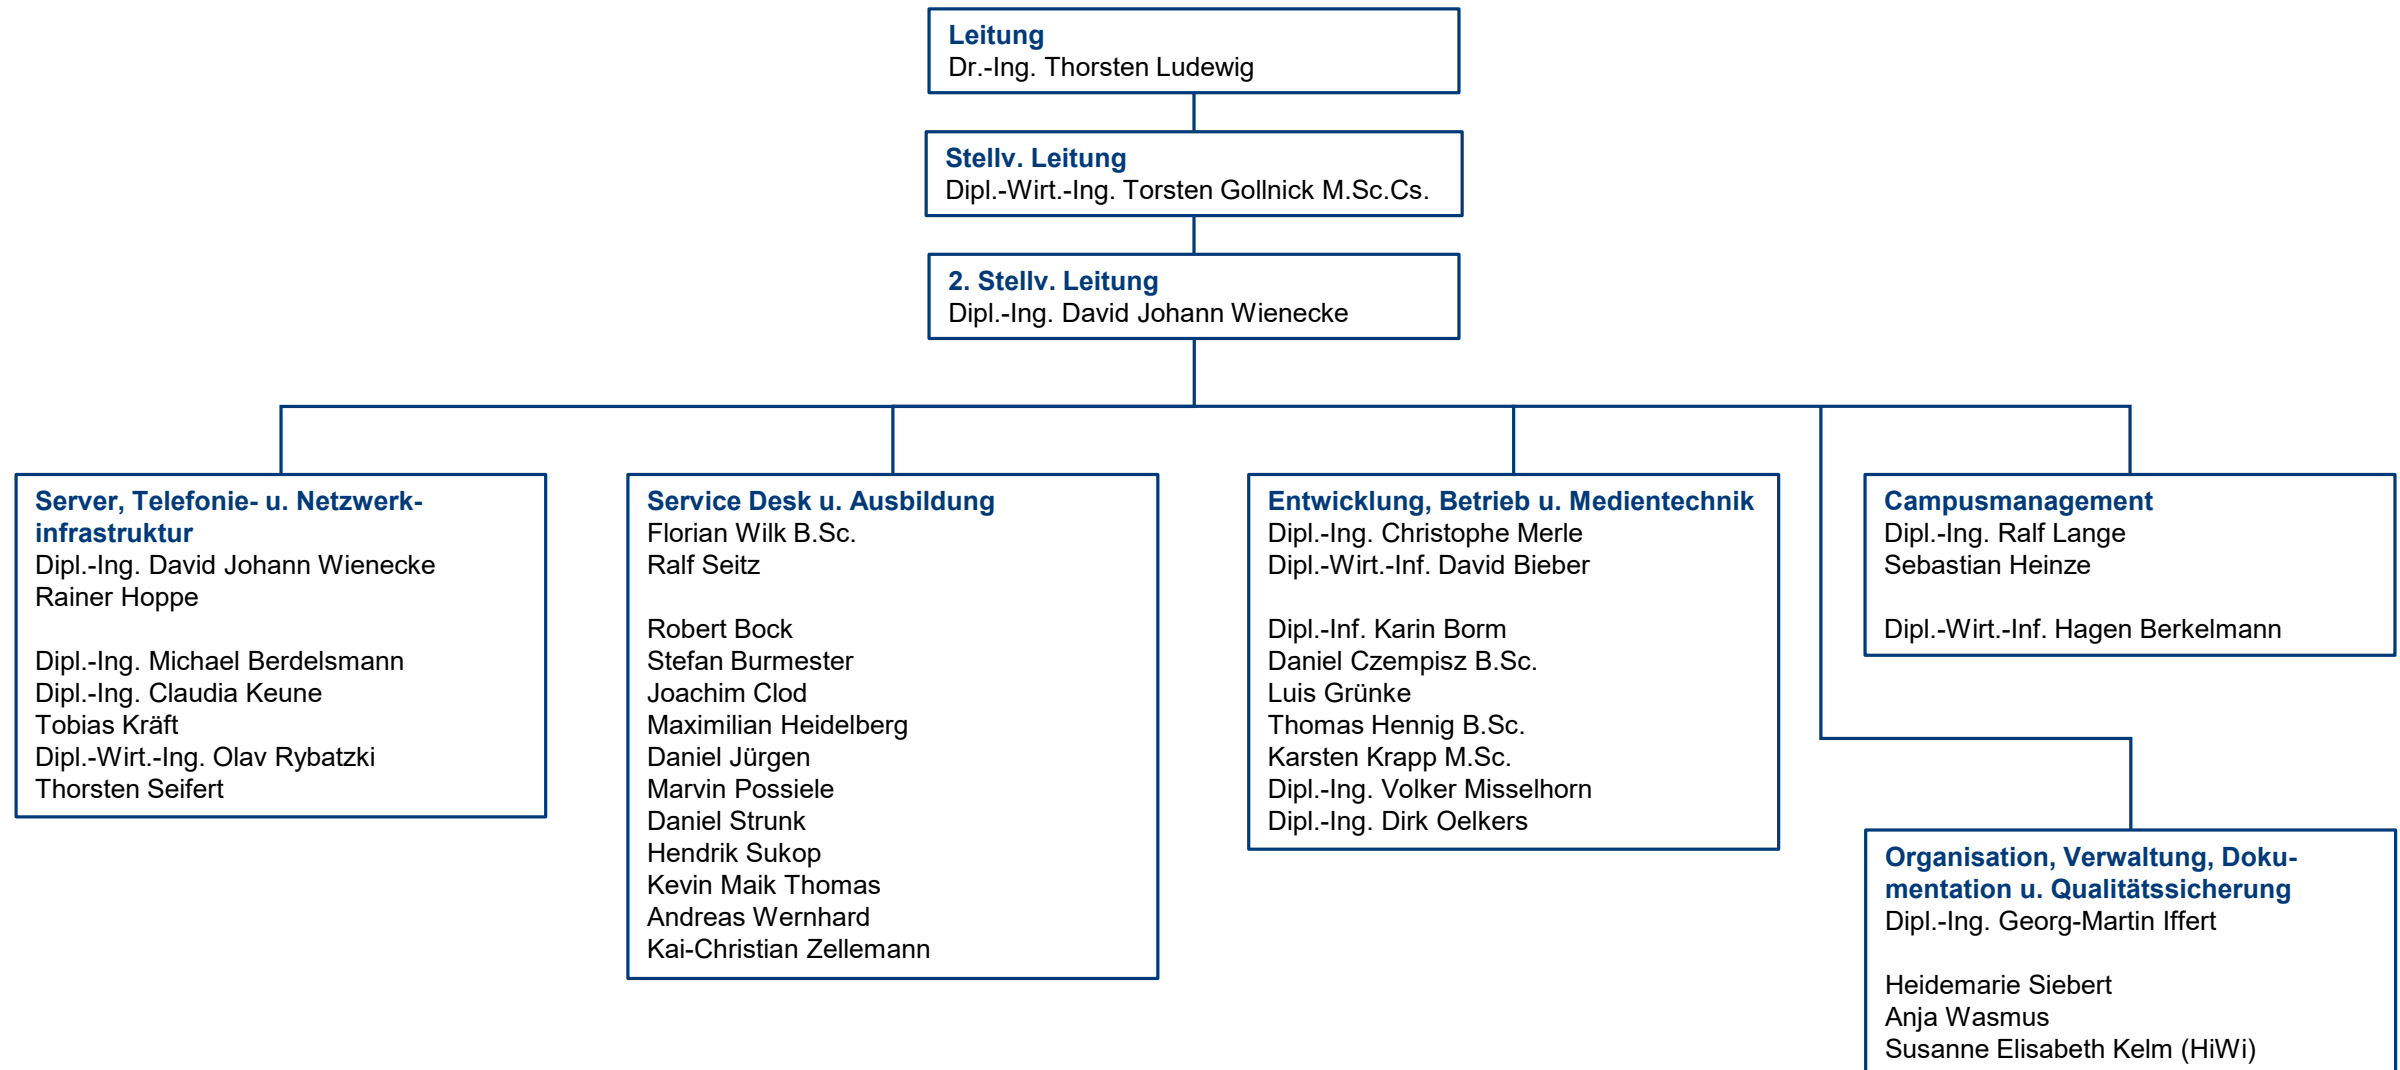 Leitung
Dr.-Ing. Thorsten Ludewig
Stellv. Leitung
Dipl.-Wirt.-Ing. Torsten Gollnick M.Sc.Cs.
2. Stellv. Leitung
Dipl.-Ing. David Johann Wienecke
Server, Telefonie- u. Netzwerk-
infrastruktur
Dipl.-Ing. David Johann Wienecke
Rainer Hoppe
Dipl.-Ing. Michael Berdelsmann
Dipl.-Ing. Claudia Keune
Tobias Kräft
Dipl.-Wirt.-Ing. Olav Rybatzki
Thorsten Seifert
Service Desk u. Ausbildung
Florian Wilk B.Sc.
Ralf Seitz
Robert Bock
Stefan Burmester
Joachim Clod
Maximilian Heidelberg
Daniel Jürgen
Marvin Possiele
Daniel Strunk
Hendrik Sukop
Kevin Maik Thomas
Andreas Wernhard
Kai-Christian Zellemann
Entwicklung, Betrieb u. Medientechnik
Dipl.-Ing. Christophe Merle
Dipl.-Wirt.-Inf. David Bieber
Dipl.-Inf. Karin Borm
Daniel Czempisz B.Sc.
Luis Grünke
Thomas Hennig B.Sc.
Karsten Krapp M.Sc.
Dipl.-Ing. Volker Misselhorn
Dipl.-Ing. Dirk Oelkers
Campusmanagement
Dipl.-Ing. Ralf Lange
Sebastian Heinze
Dipl.-Wirt.-Inf. Hagen Berkelmann
Organisation, Verwaltung, Doku-
mentation u. Qualitätssicherung
Dipl.-Ing. Georg-Martin Iffert
Heidemarie Siebert
Anja Wasmus
Susanne Elisabeth Kelm (HiWi)